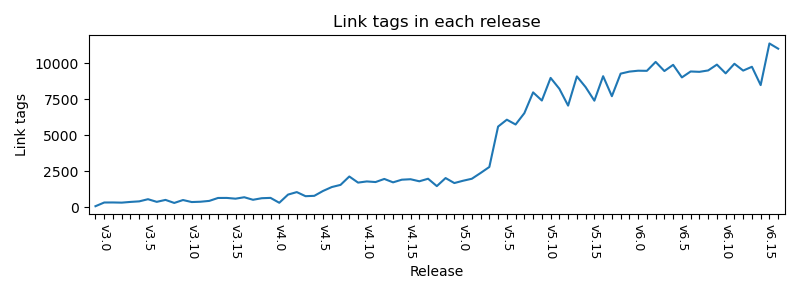 Link tags in each release
Link tags
10000
7500
5000
2500
0
v3.0
v3.5
v3.10
v3.15
v4.0
v4.5
v4.10
v4.15
v5.0
v5.5
v5.10
v5.15
v6.0
v6.5
v6.10
v6.15
Release